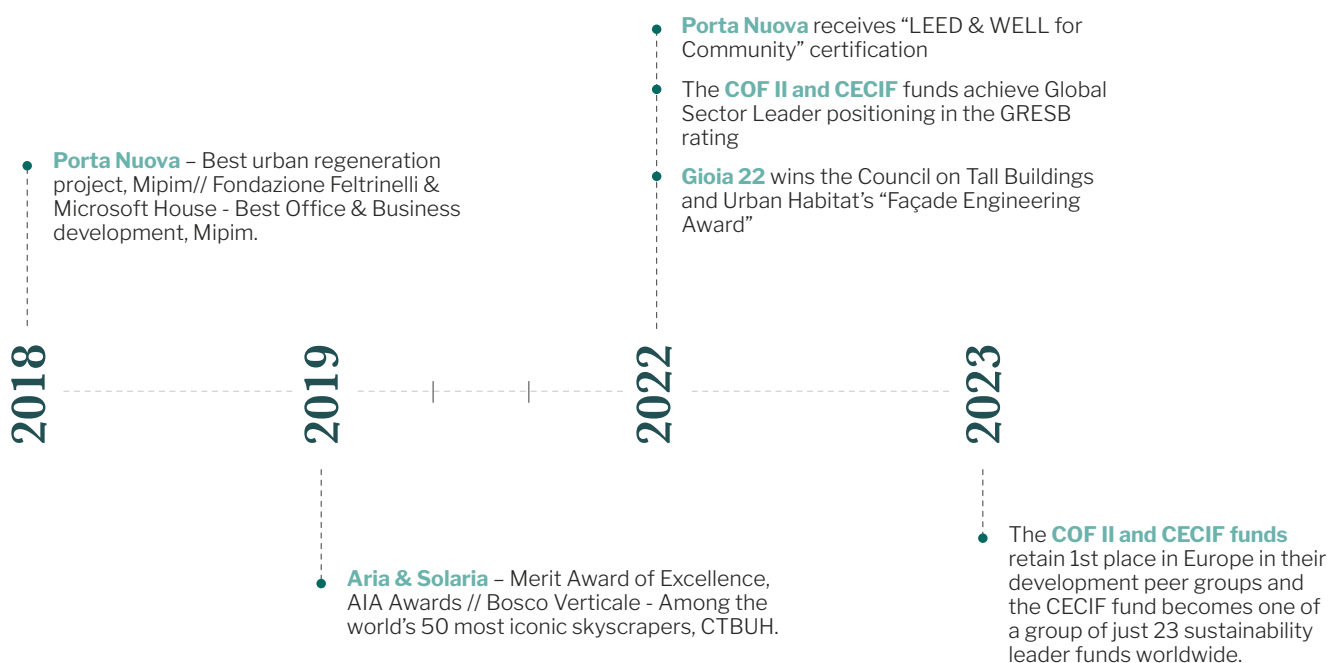 Porta Nuova receives “LEED & WELL for
Community” certification
The COF II and CECIF funds achieve Global
Sector Leader positioning in the GRESB
rating
Gioia 22 wins the Council on Tall Buildings
and Urban Habitat’s “Façade Engineering
Award”
Porta Nuova – Best urban regeneration
project, Mipim// Fondazione Feltrinelli &
Microsoft House - Best Office & Business
development, Mipim.
2018
2019
2022
2023
Aria & Solaria – Merit Award of Excellence,
AIA Awards // Bosco Verticale - Among the
world’s 50 most iconic skyscrapers, CTBUH.
The COF II and CECIF funds
retain 1st place in Europe in their
development peer groups and
the CECIF fund becomes one of
a group of just 23 sustainability
leader funds worldwide.